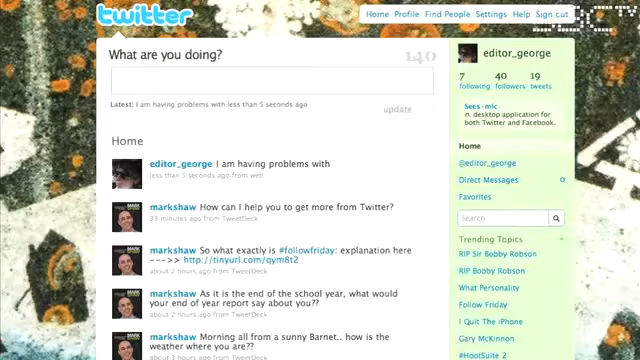 twitter
Home Profile Find People Settings Help Sign out
What are you doing?
140
Latest: I am having problems with less than 5 seconds ago
update
Home
editor_george I am having problems with
less than 5 seconds ago from web
markshaw How can I help you to get more from Twitter?
33 minutes ago from TweetDeck
markshaw So what exactly is #followfriday: explanation here
---->> http://tinyurl.com/qym8t2
about 2 hours ago from TweetDeck
markshaw As it is the end of the school year, what would
your end of year report say about you??
about 2 hours ago from TweetDeck
markshaw Morning all from a sunny Barnet.. how is the
weather where you are??
about 3 hours ago from TweetDeck
editor_george
7 40 19
following followers tweets
Sees·mic
n. desktop application for
both Twitter and Facebook.
Home
@editor_george
Direct Messages 0
Favorites
Search
Trending Topics
RIP Sir Bobby Robson
RIP Bobby Robson
What Personality
Follow Friday
I Quit The iPhone
Gary McKinnon
#HootSuite 2